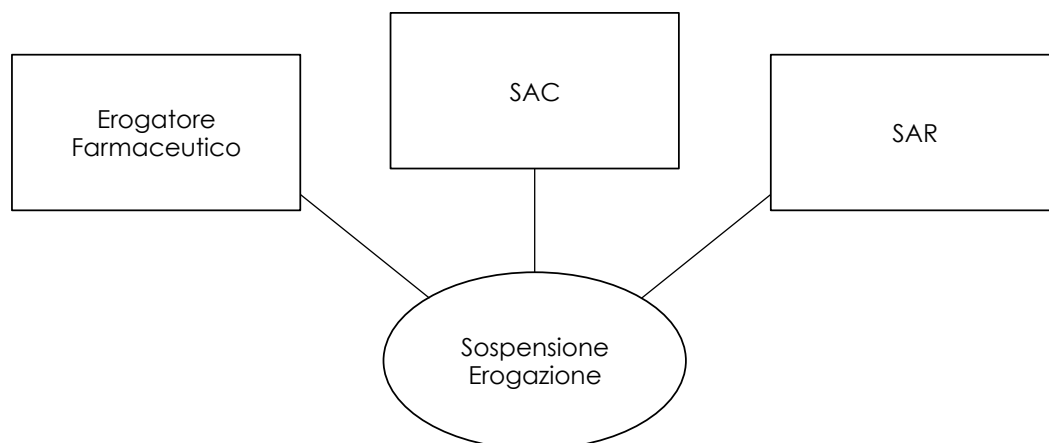 SAC
Erogatore
Farmaceutico
SAR
Sospensione
Erogazione